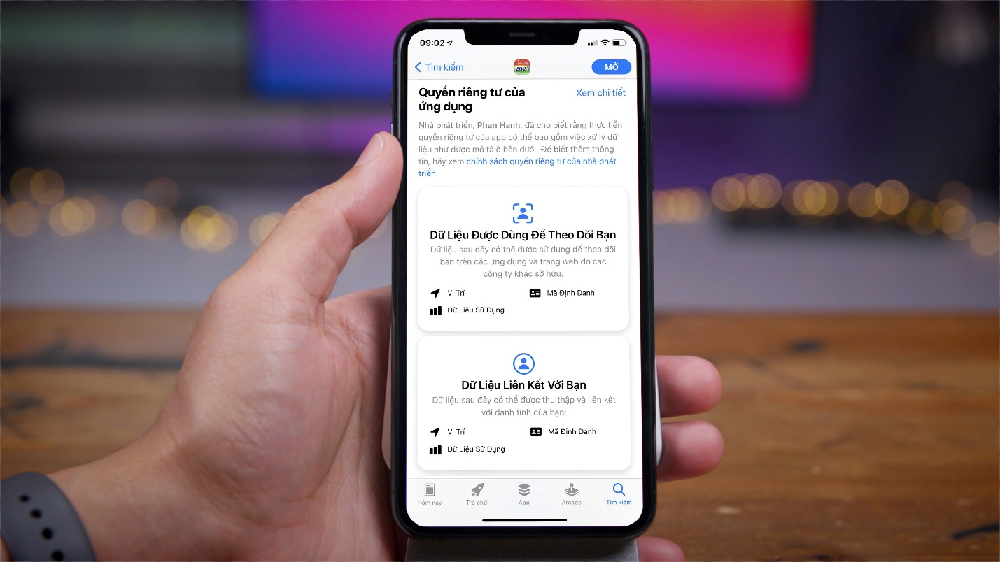 09:02
Tìm kiếm
MỞ
Quyền riêng tư của
ứng dụng
Xem chi tiết
Nhà phát triển, Phan Hanh, đã cho biết rằng thực tiễn
quyền riêng tư của app có thể bao gồm việc xử lý dữ
liệu như được mô tả ở bên dưới. Để biết thêm thông
tin, hãy xem chính sách quyền riêng tư của nhà phát
triển.
Dữ Liệu Được Dùng Để Theo Dõi Bạn
Dữ liệu sau đây có thể được sử dụng để theo dõi
bạn trên các ứng dụng và trang web do các
công ty khác sở hữu:
Vị Trí
Mã Định Danh
Dữ Liệu Sử Dụng
Dữ Liệu Liên Kết Với Bạn
Dữ liệu sau đây có thể được thu thập và liên kết
với danh tính của bạn:
Vị Trí
Mã Định Danh
Dữ Liệu Sử Dụng
Hôm nay
Trò chơi
App
Arcade
Tìm kiếm